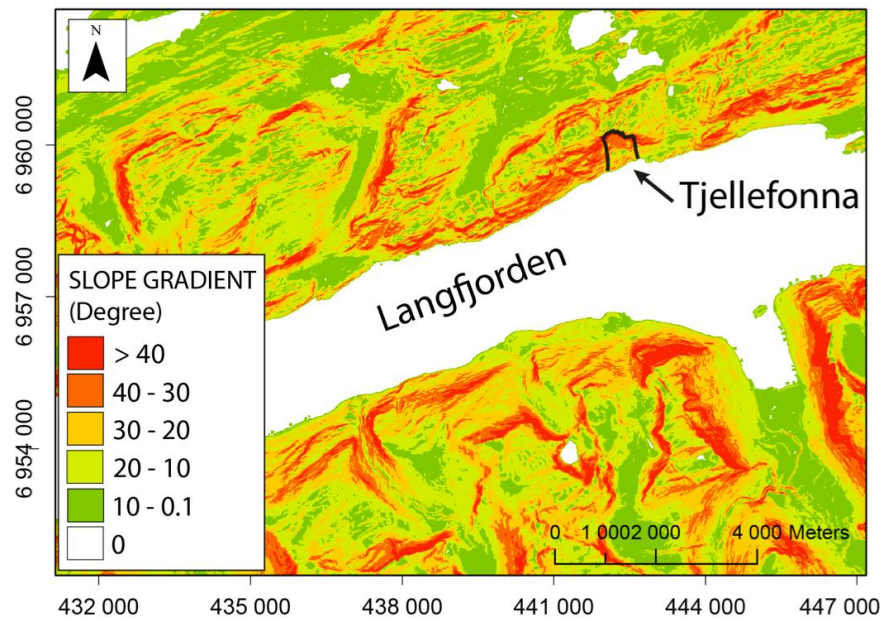 N
6 960 000
6 957 000
6 954 000
Tjellefonna
Langfjorden
SLOPE GRADIENT
(Degree)
> 40
40 - 30
30 - 20
20 - 10
10 - 0.1
0
0 1 0002 000 4 000 Meters
432 000 435 000 438 000 441 000 444 000 447 000